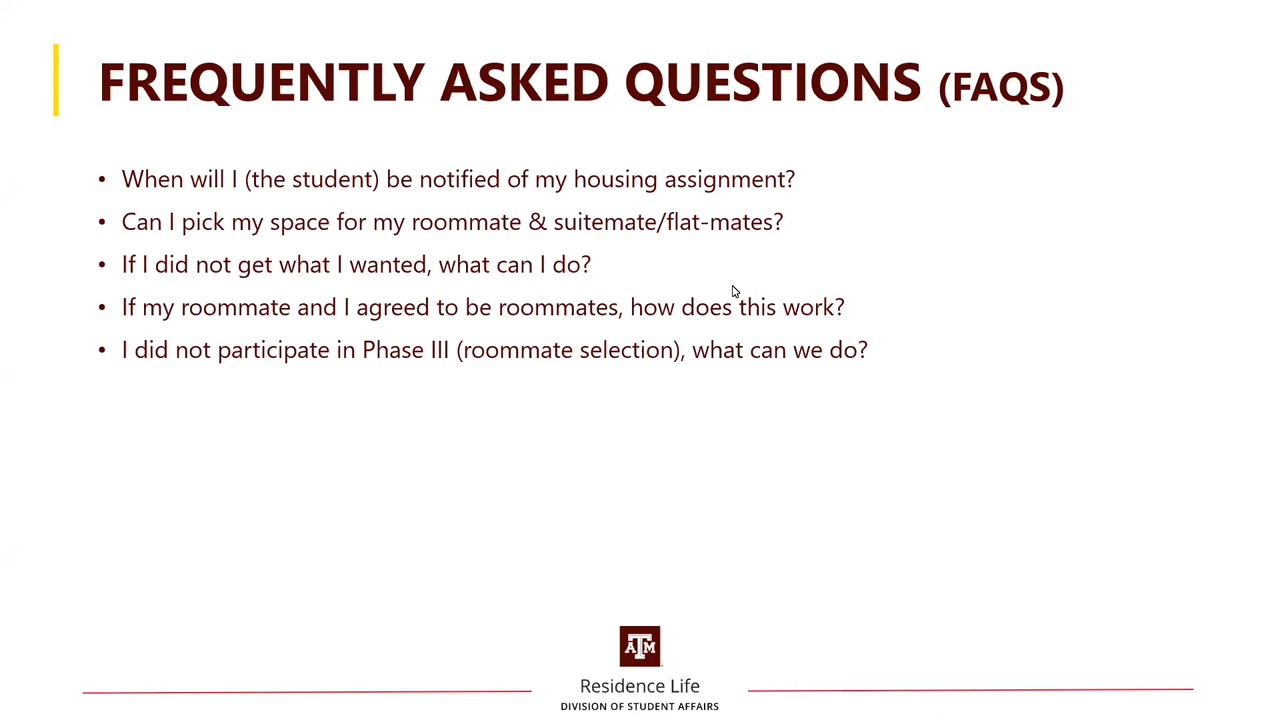 FREQUENTLY ASKED QUESTIONS (FAQS)
• When will I (the student) be notified of my housing assignment?
• Can I pick my space for my roommate & suitemate/flat-mates?
• If I did not get what I wanted, what can I do?
• If my roommate and I agreed to be roommates, how does this work?
• I did not participate in Phase III (roommate selection), what can we do?
ATM
Residence Life
DIVISION OF STUDENT AFFAIRS